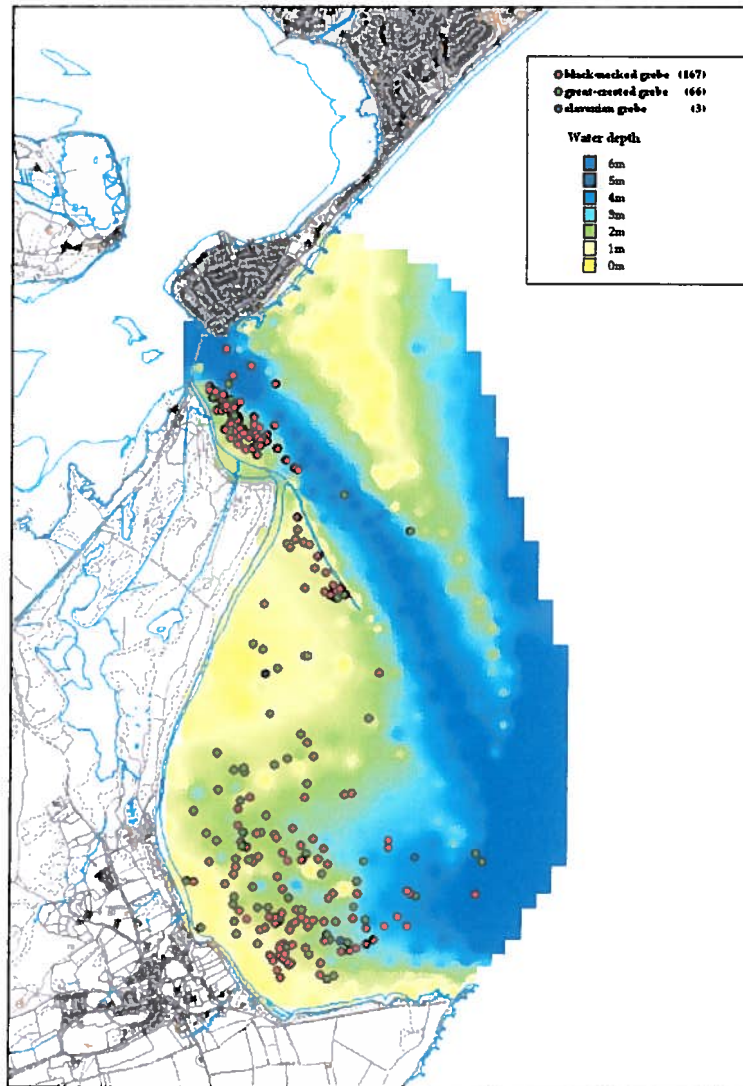 black-necked grebe (167)
great-crested grebe (66)
slavonian grebe (3)
Water depth
6m
5m
4m
3m
2m
1m
0m